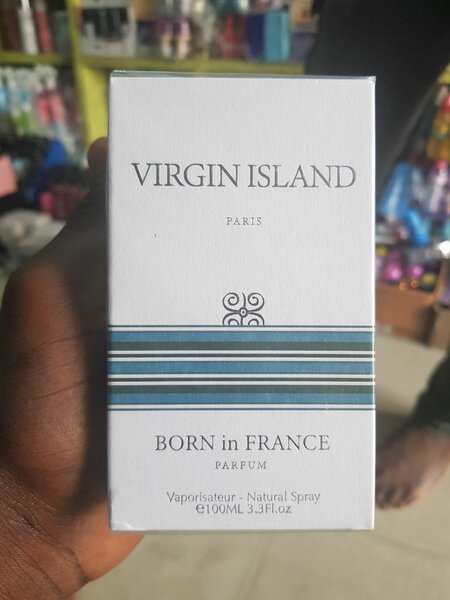 VIRGIN ISLAND
PARIS
BORN in FRANCE
PARFUM
Vaporisateur - Natural Spray
℮100ML 3.3Fl.oz